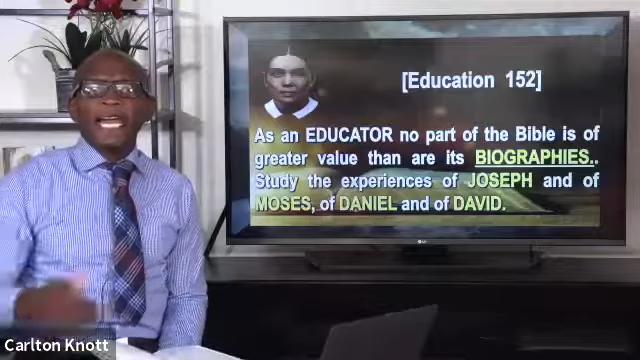 [Education 152]
As an EDUCATOR no part of the Bible is of
greater value than are its BIOGRAPHIES..
Study the experiences of JOSEPH and of
MOSES, of DANIEL and of DAVID.
LG
Carlton Knott